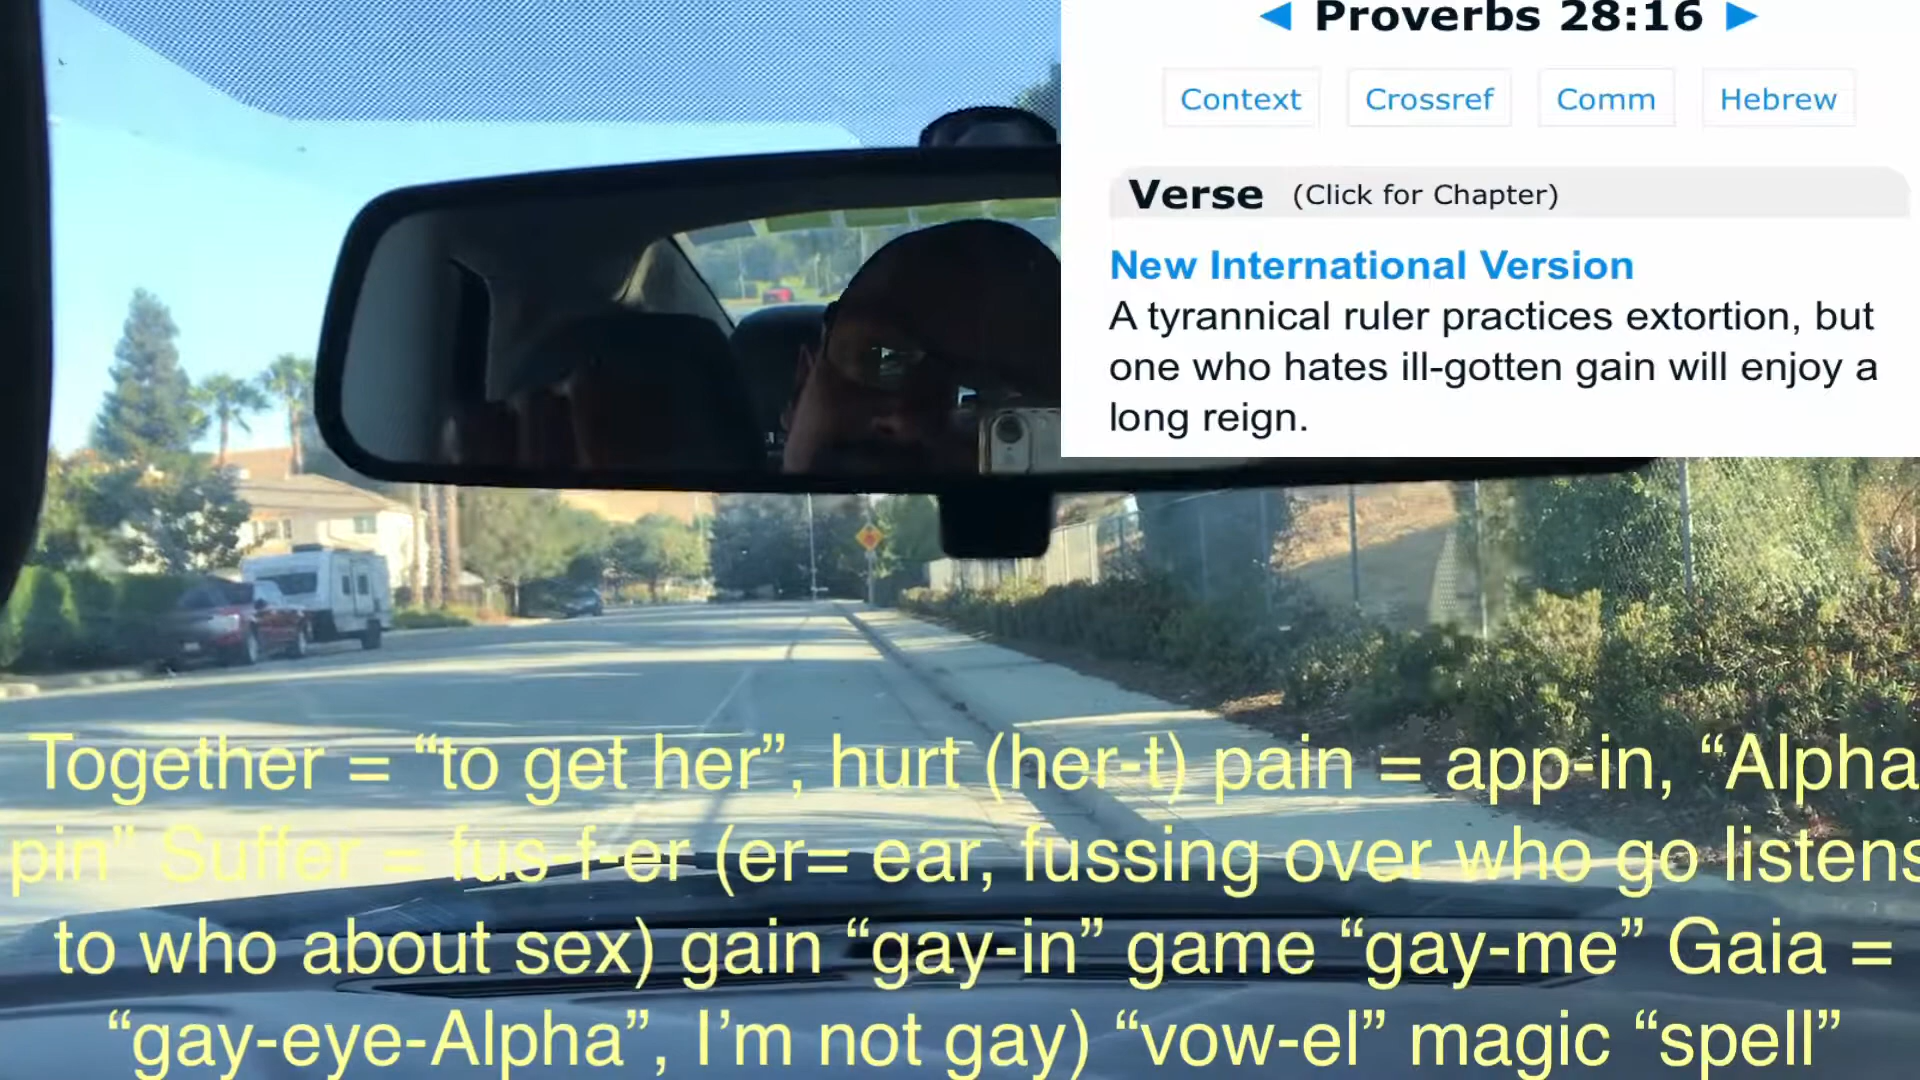 ◀ Proverbs 28:16 ▶
Context Crossref Comm Hebrew
Verse (Click for Chapter)
New International Version
A tyrannical ruler practices extortion, but
one who hates ill-gotten gain will enjoy a
long reign.
Together = “to get her”, hurt (her-t) pain = app-in, “Alpha
pin” Suffer = fus-f-er (er= ear, fussing over who go listens
to who about sex) gain “gay-in” game “gay-me” Gaia =
“gay-eye-Alpha”, I’m not gay) “vow-el” magic “spell”